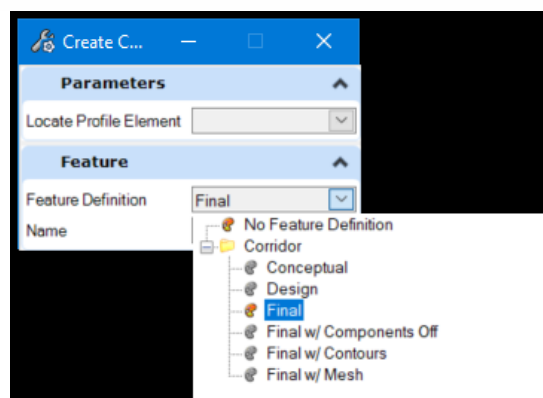 Create C...
Parameters
Locate Profile Element
Feature
Feature Definition Final
Name
No Feature Definition
Corridor
Conceptual
Design
Final
Final w/ Components Off
Final w/ Contours
Final w/ Mesh